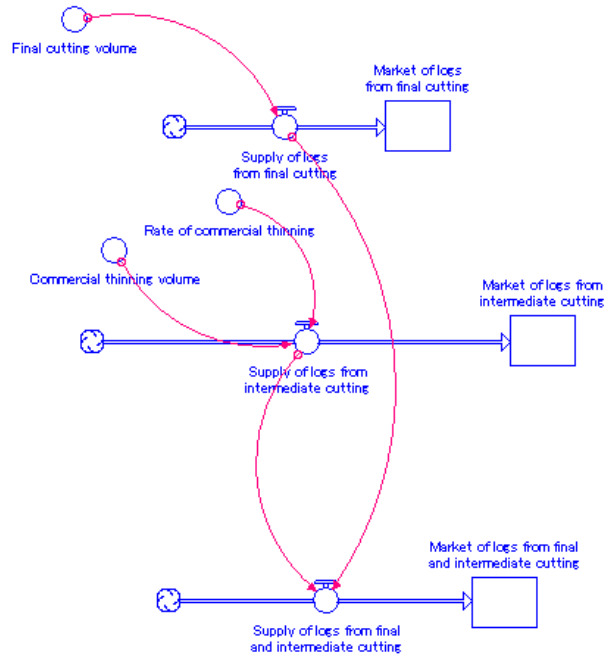 Final cutting volume
Market of logs
from final cutting
Supply of logs
from final cutting
Rate of commercial thinning
Commercial thinning volume
Market of logs from
intermediate cutting
Supply of logs from
intermediate cutting
Market of logs from final
and intermediate cutting
Supply of logs from final
and intermediate cutting